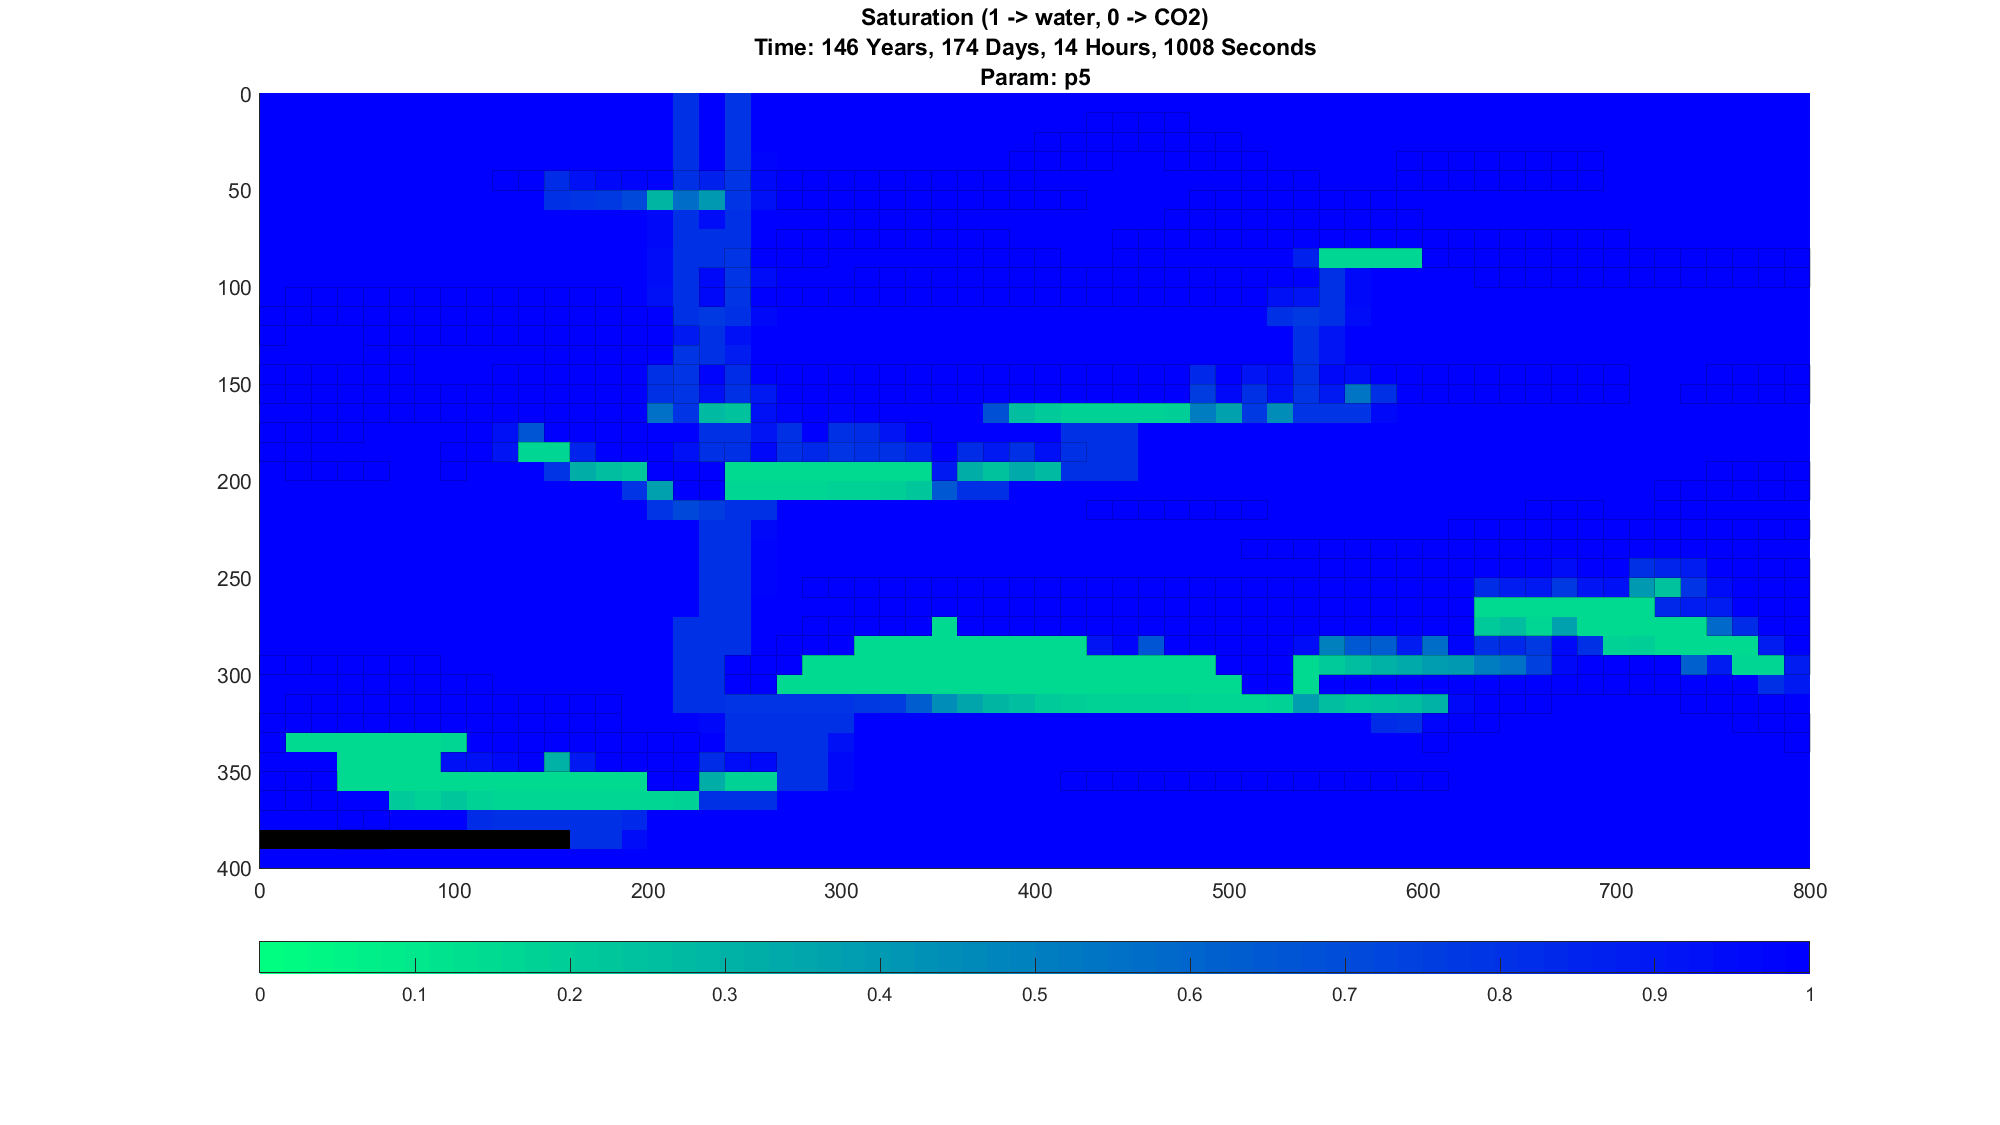 Saturation (1 -> water, 0 -> CO2)
Time: 146 Years, 174 Days, 14 Hours, 1008 Seconds
Param: p5
0
50
100
150
200
250
300
350
400
0 100 200 300 400 500 600 700 800
0 0.1 0.2 0.3 0.4 0.5 0.6 0.7 0.8 0.9 1